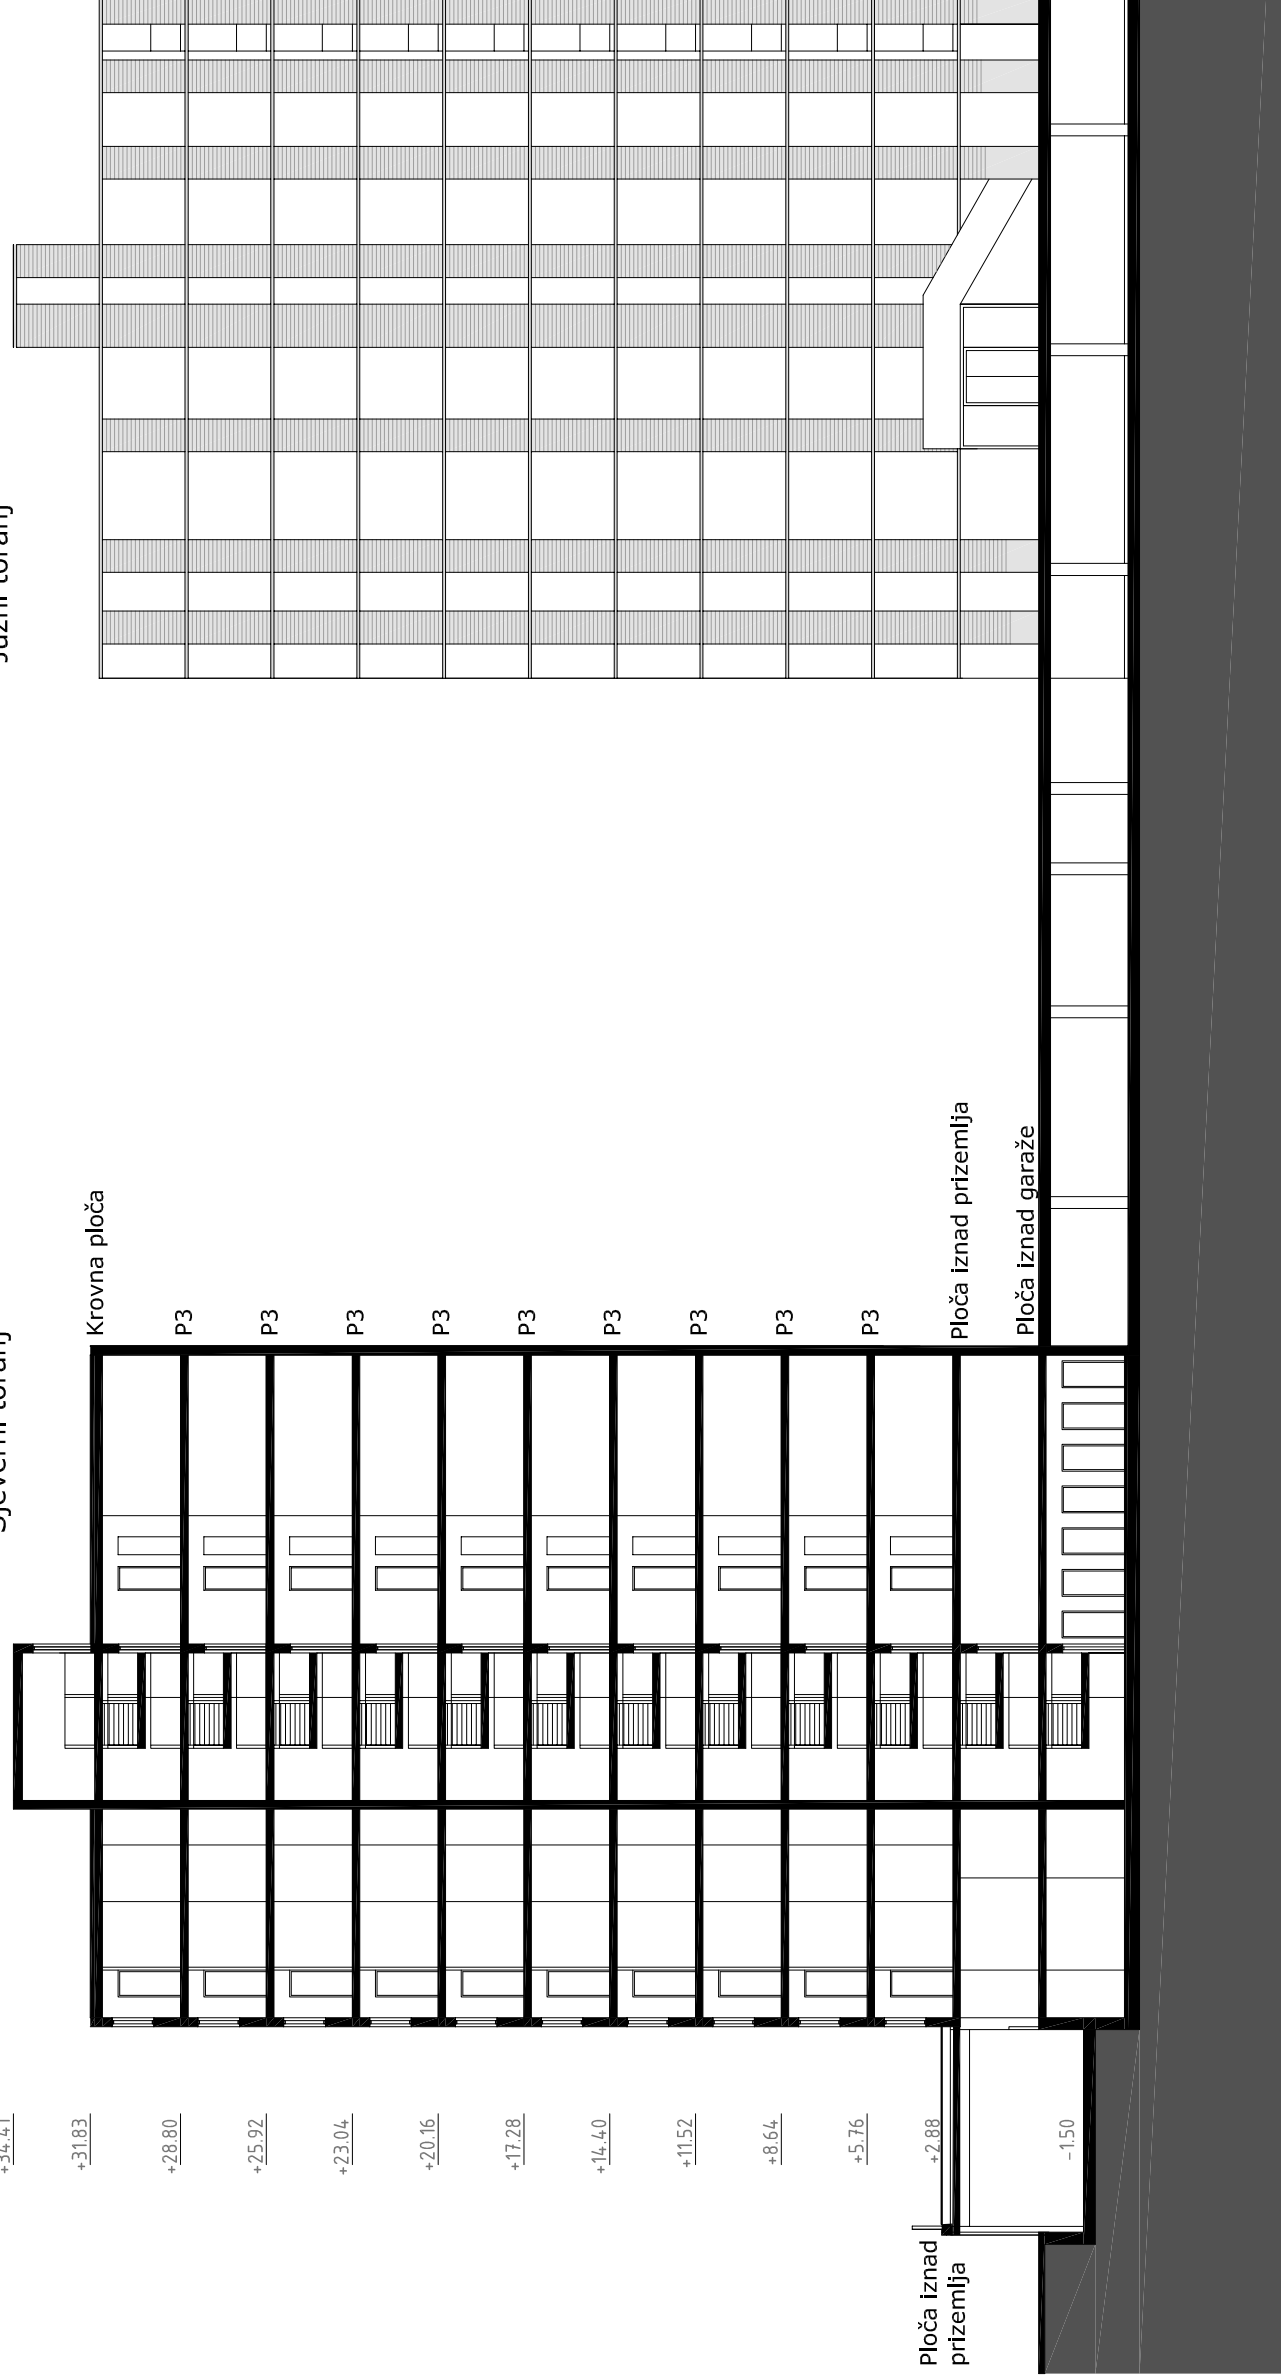 Sjeverni toranj
Južni toranj
+34.41
+31.83
+28.80
+25.92
+23.04
+20.16
+17.28
+14.40
+11.52
+8.64
+5.76
+2.88
-1.50
Krovna ploča
P3
P3
P3
P3
P3
P3
P3
P3
P3
Ploča iznad prizemlja
Ploča iznad garaže
Ploča iznad
prizemlja